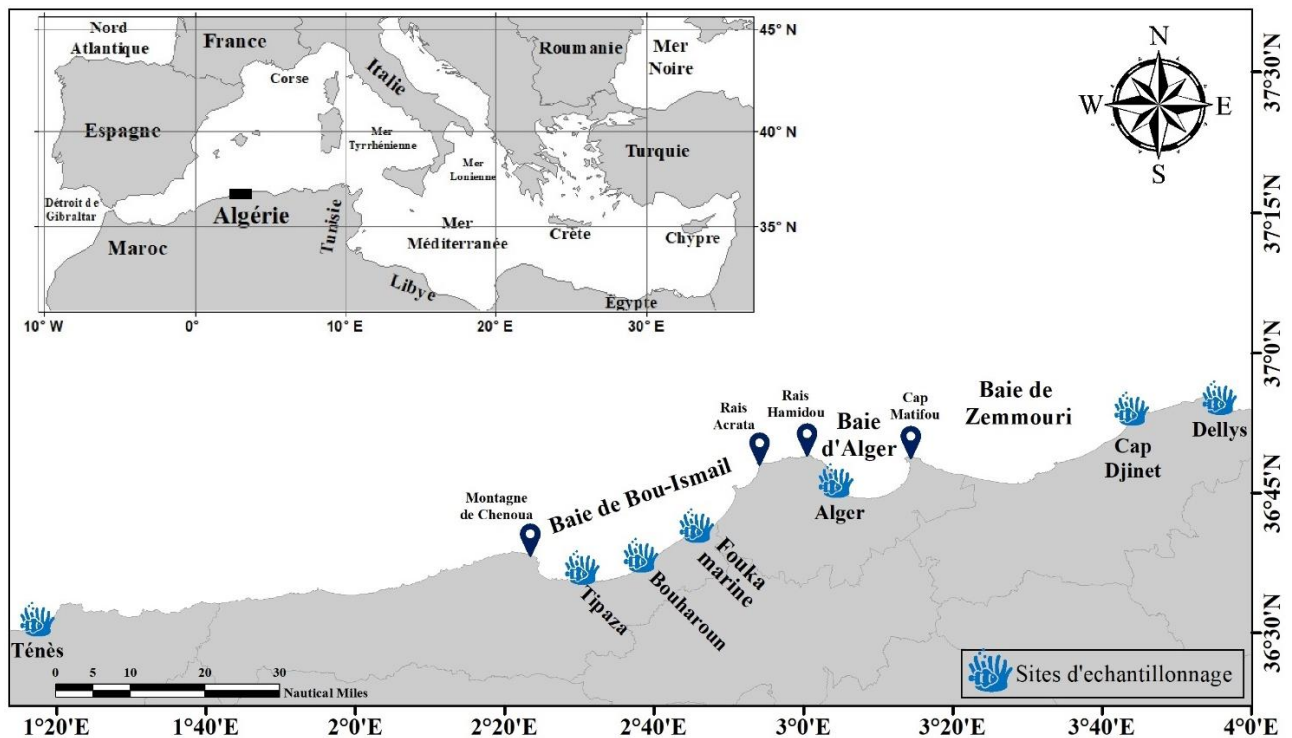 Nord
Atlantique
France
Corse
Italie
Roumanie
Mer
Noire
45° N
Espagne
Mer
Tyrrhénienne
40° N
Turquie
Mer
Lonienne
Détroit de
Gibraltar
Algérie
Tunisie
Mer
Méditerranée
Crète
Chypre
35° N
Maroc
Libye
Égypte
10° W
0°
10° E
20° E
30° E
N
W
E
S
37°30'N
37°15'N
37°0'N
36°45'N
36°30'N
Rais
Acrata
Rais
Hamidou
Baie
d'Alger
Cap
Matifou
Baie de
Zemmouri
Cap
Djinet
Dellys
Montagne
de Chenoua
Baie de Bou-Ismail
Alger
Fouka
marine
Bouharoun
Tipaza
Ténès
0 5 10 20 30
Nautical Miles
Sites d'echantillonnage
1°20'E
1°40'E
2°0'E
2°20'E
2°40'E
3°0'E
3°20'E
3°40'E
4°0'E